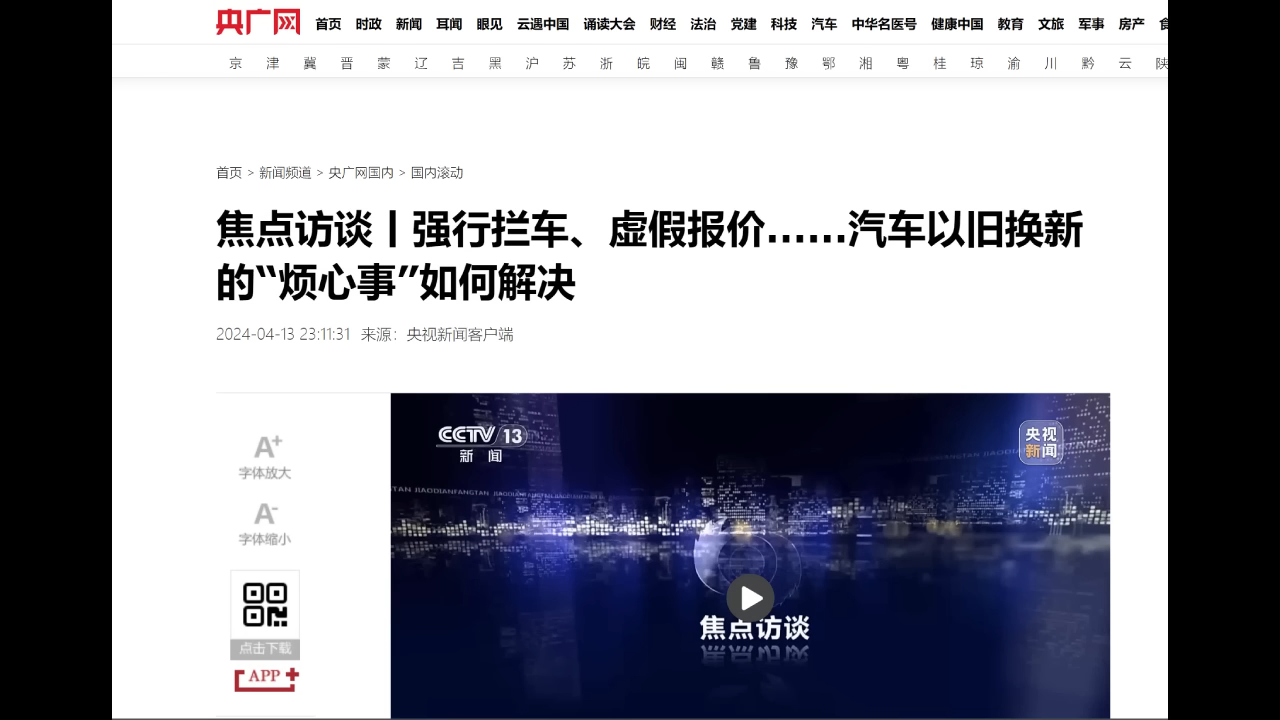 央广网 首页 时政 新闻 耳闻 眼见 云遇中国 诵读大会 财经 法治 党建 科技 汽车 中华名医号 健康中国 教育 文旅 军事 房产 食
京 津 冀 晋 蒙 辽 吉 黑 沪 苏 浙 皖 闽 赣 鲁 豫 鄂 湘 粤 桂 琼 渝 川 黔 云 陕
首页 > 新闻频道 > 央广网国内 > 国内滚动
焦点访谈丨强行拦车、虚假报价……汽车以旧换新
的“烦心事”如何解决
2024-04-13 23:11:31 来源：央视新闻客户端
A+
字体放大
A-
字体缩小
点击下载
APP
CCTV 13
新闻
央视
新闻
TAN JIAODIANFANGTAN JIAODIANFANGTAN
焦点访谈